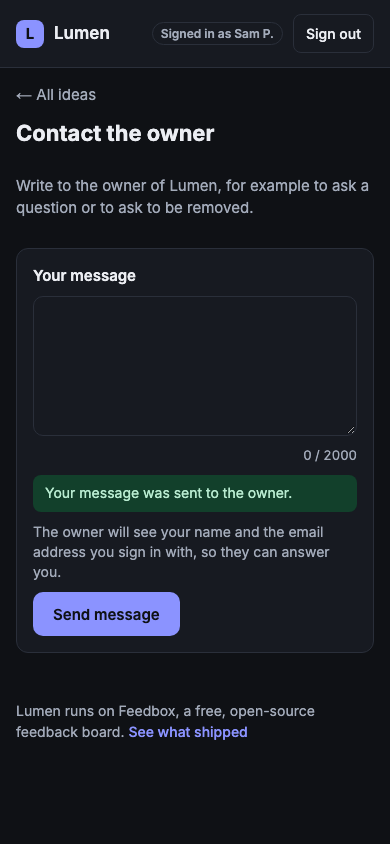 L Lumen Signed in as Sam P. Sign out
← All ideas
Contact the owner
Write to the owner of Lumen, for example to ask a
question or to ask to be removed.
Your message
0 / 2000
Your message was sent to the owner.
The owner will see your name and the email
address you sign in with, so they can answer
you.
Send message
Lumen runs on Feedbox, a free, open-source
feedback board. See what shipped